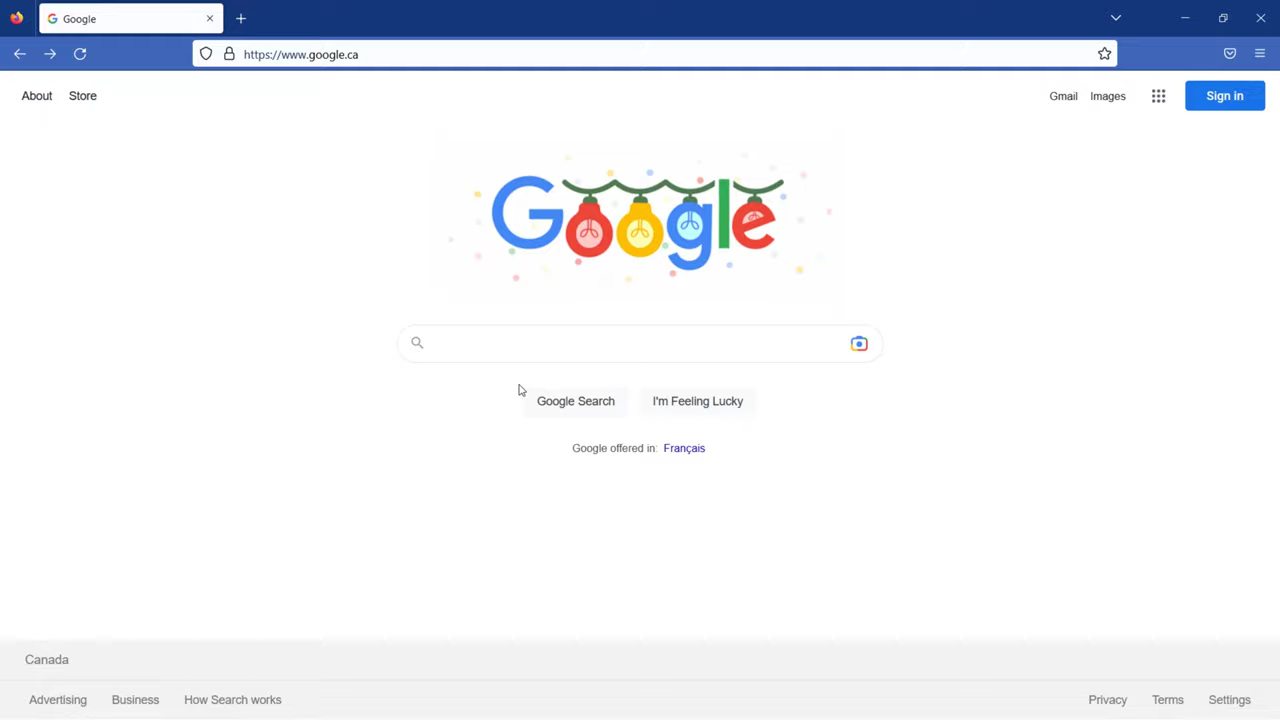 Google
https://www.google.ca
About Store Gmail Images Sign in
Google
Google Search I'm Feeling Lucky
Google offered in: Français
Canada
Advertising Business How Search works Privacy Terms Settings